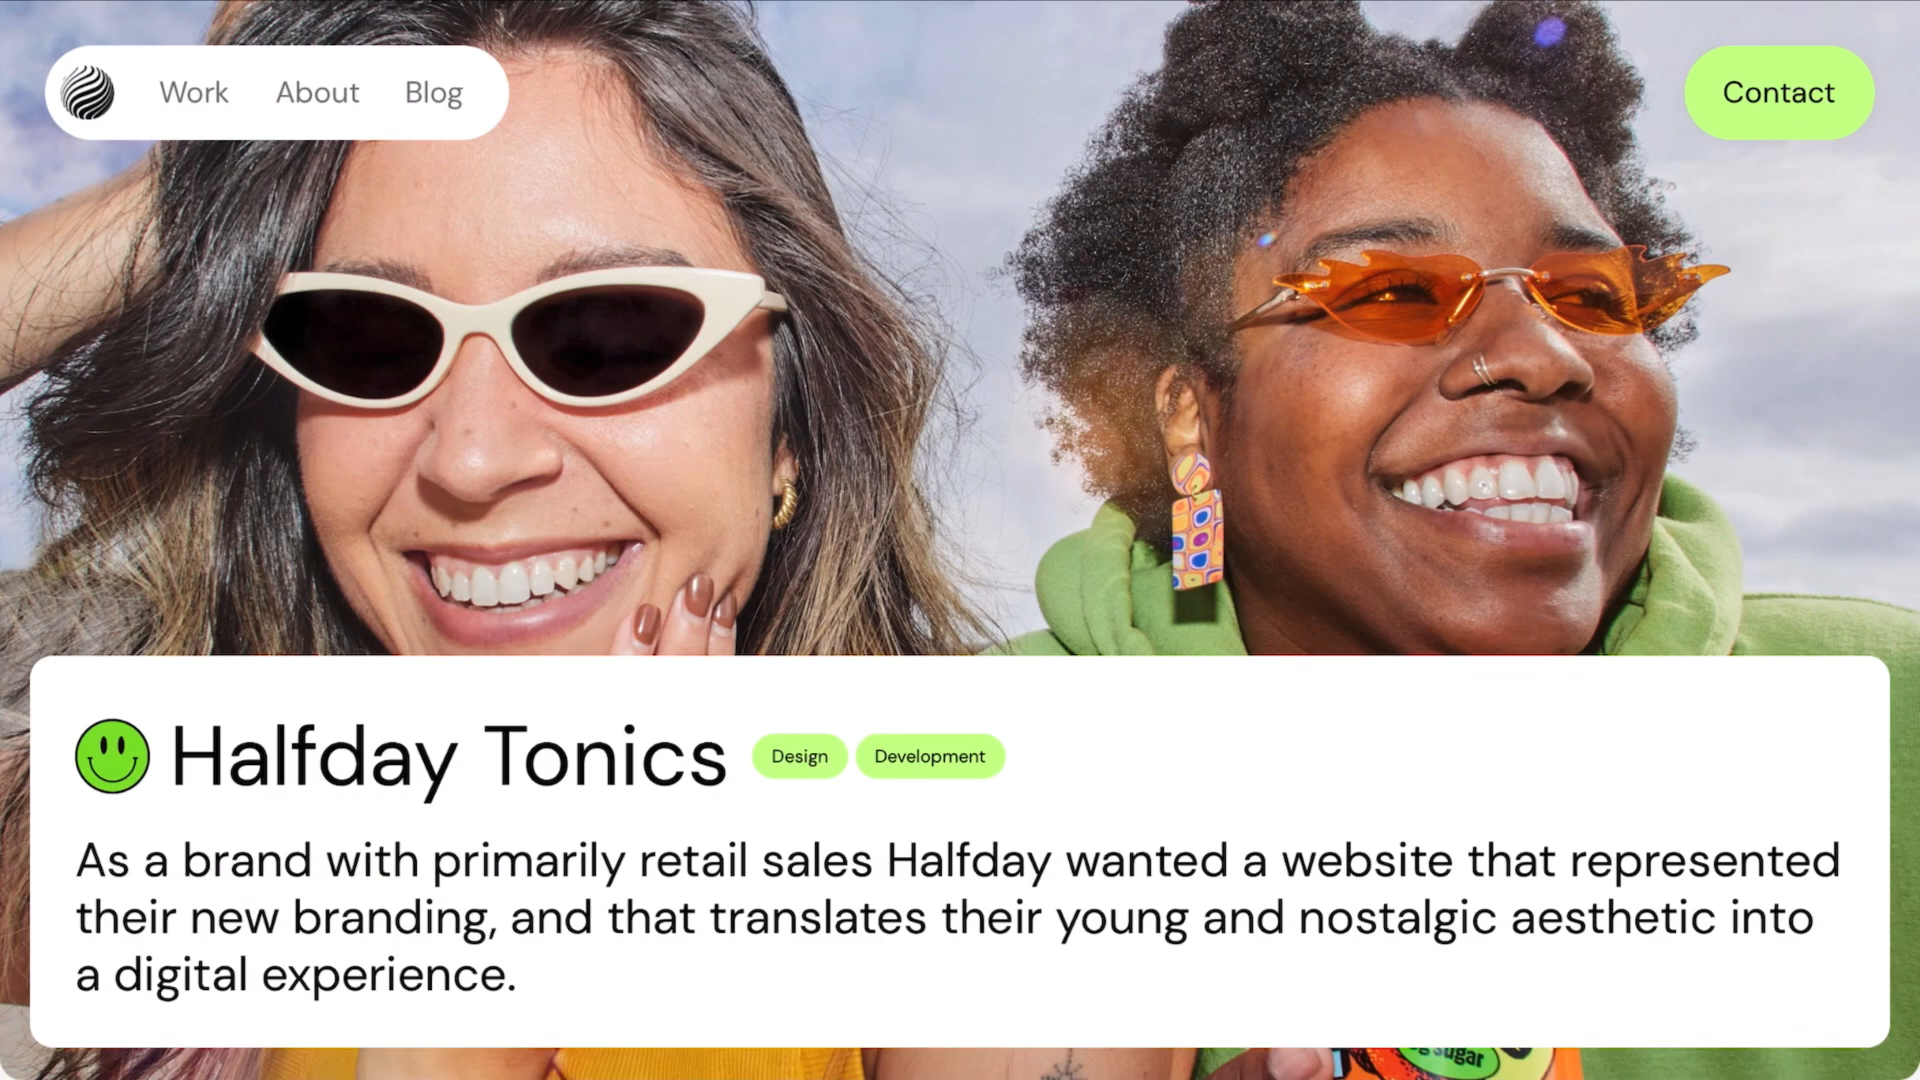 Work About Blog
Contact
Halfday Tonics Design Development
As a brand with primarily retail sales Halfday wanted a website that represented
their new branding, and that translates their young and nostalgic aesthetic into
a digital experience.
Sugar